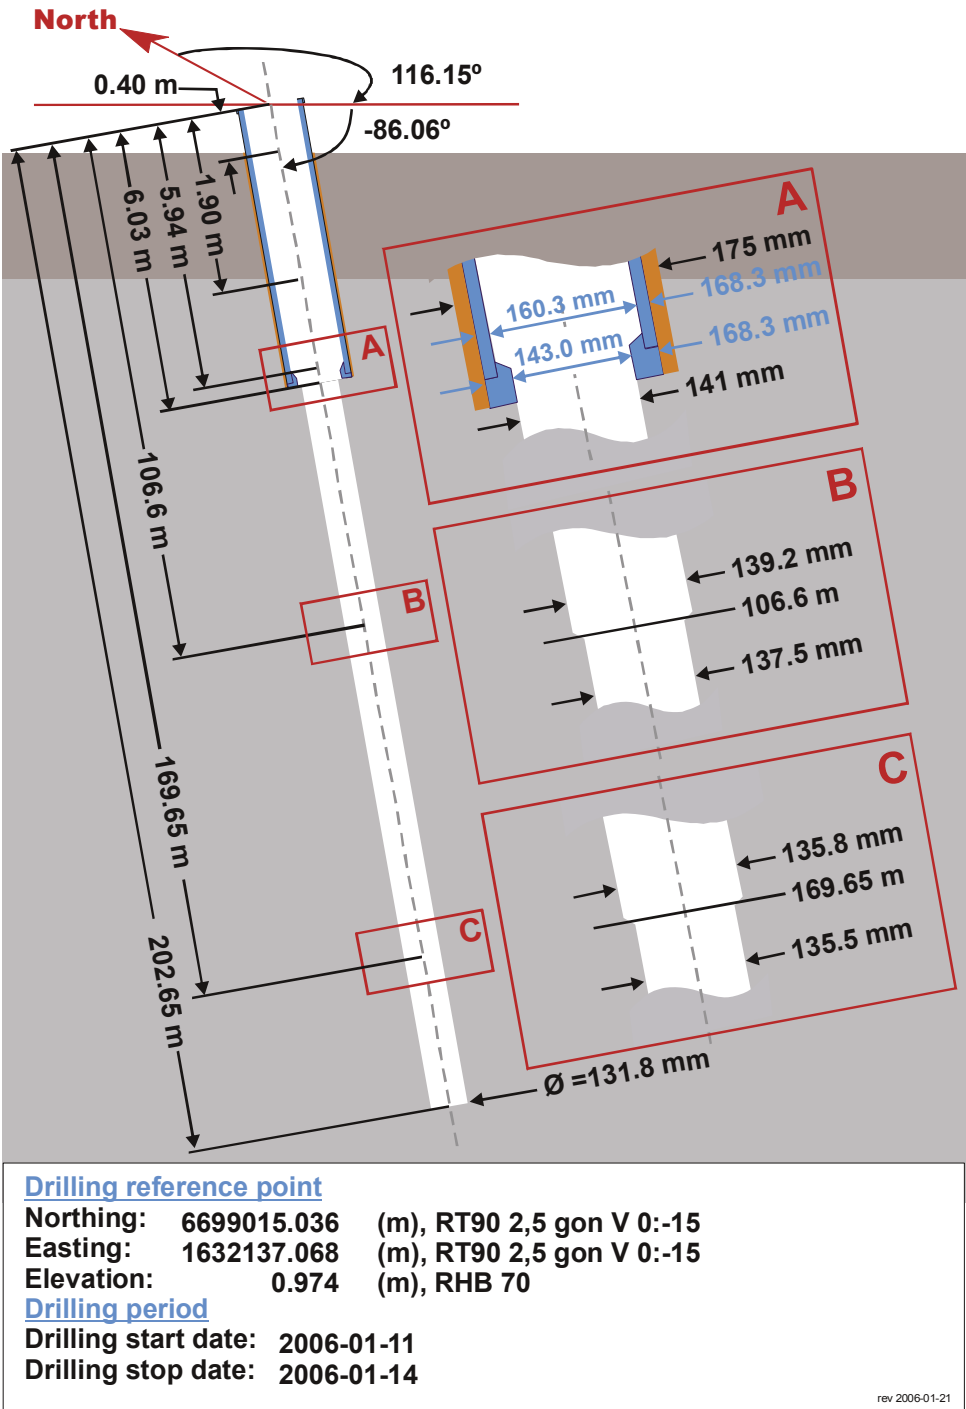 North
0.40 m
116.15º
-86.06º
1.90 m
5.94 m
6.03 m
106.6 m
169.65 m
202.65 m
A
B
C
A
175 mm
168.3 mm
160.3 mm
168.3 mm
143.0 mm
141 mm
B
139.2 mm
106.6 m
137.5 mm
C
135.8 mm
169.65 m
135.5 mm
Ø =131.8 mm
Drilling reference point
Northing: 6699015.036 (m), RT90 2,5 gon V 0:-15
Easting: 1632137.068 (m), RT90 2,5 gon V 0:-15
Elevation: 0.974 (m), RHB 70
Drilling period
Drilling start date: 2006-01-11
Drilling stop date: 2006-01-14
rev 2006-01-21